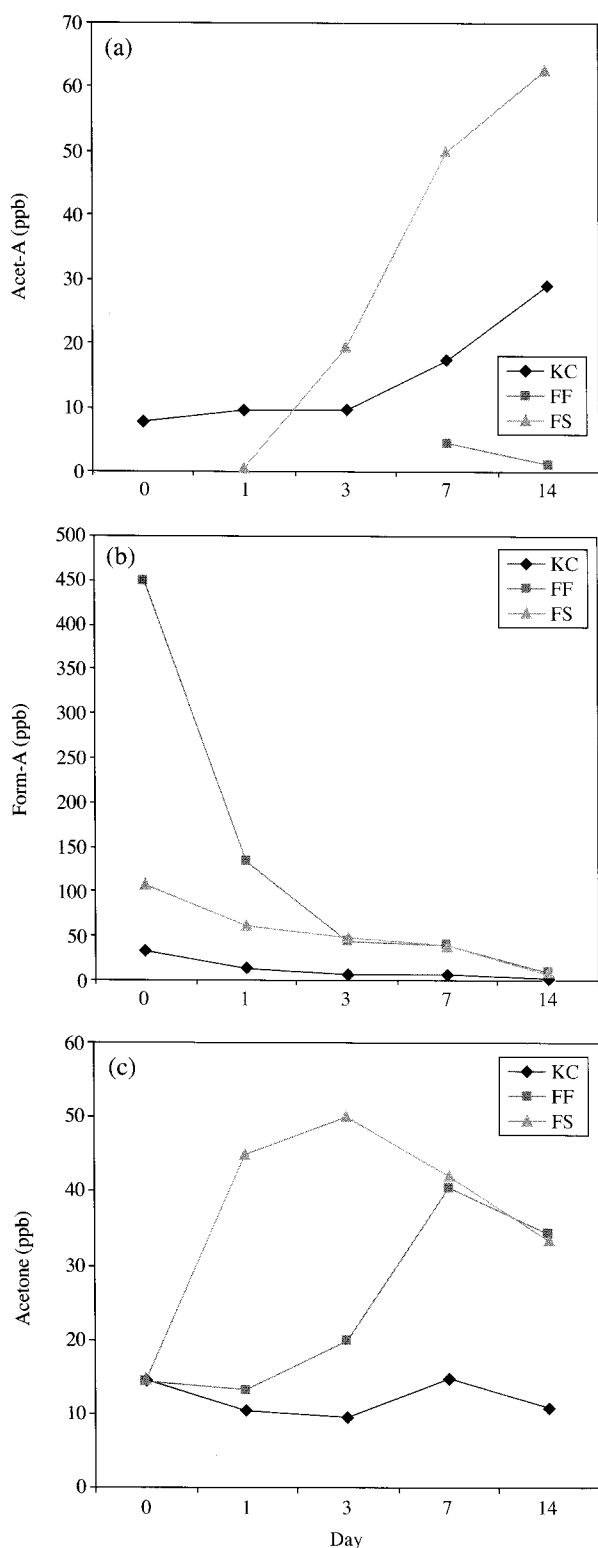 (a)
Acet-A (ppb)
70
60
50
40
30
20
10
0
KC
FF
FS
0 1 3 7 14
(b)
Form-A (ppb)
500
450
400
350
300
250
200
150
100
50
0
KC
FF
FS
0 1 3 7 14
(c)
Acetone (ppb)
60
50
40
30
20
10
0
KC
FF
FS
0 1 3 7 14
Day